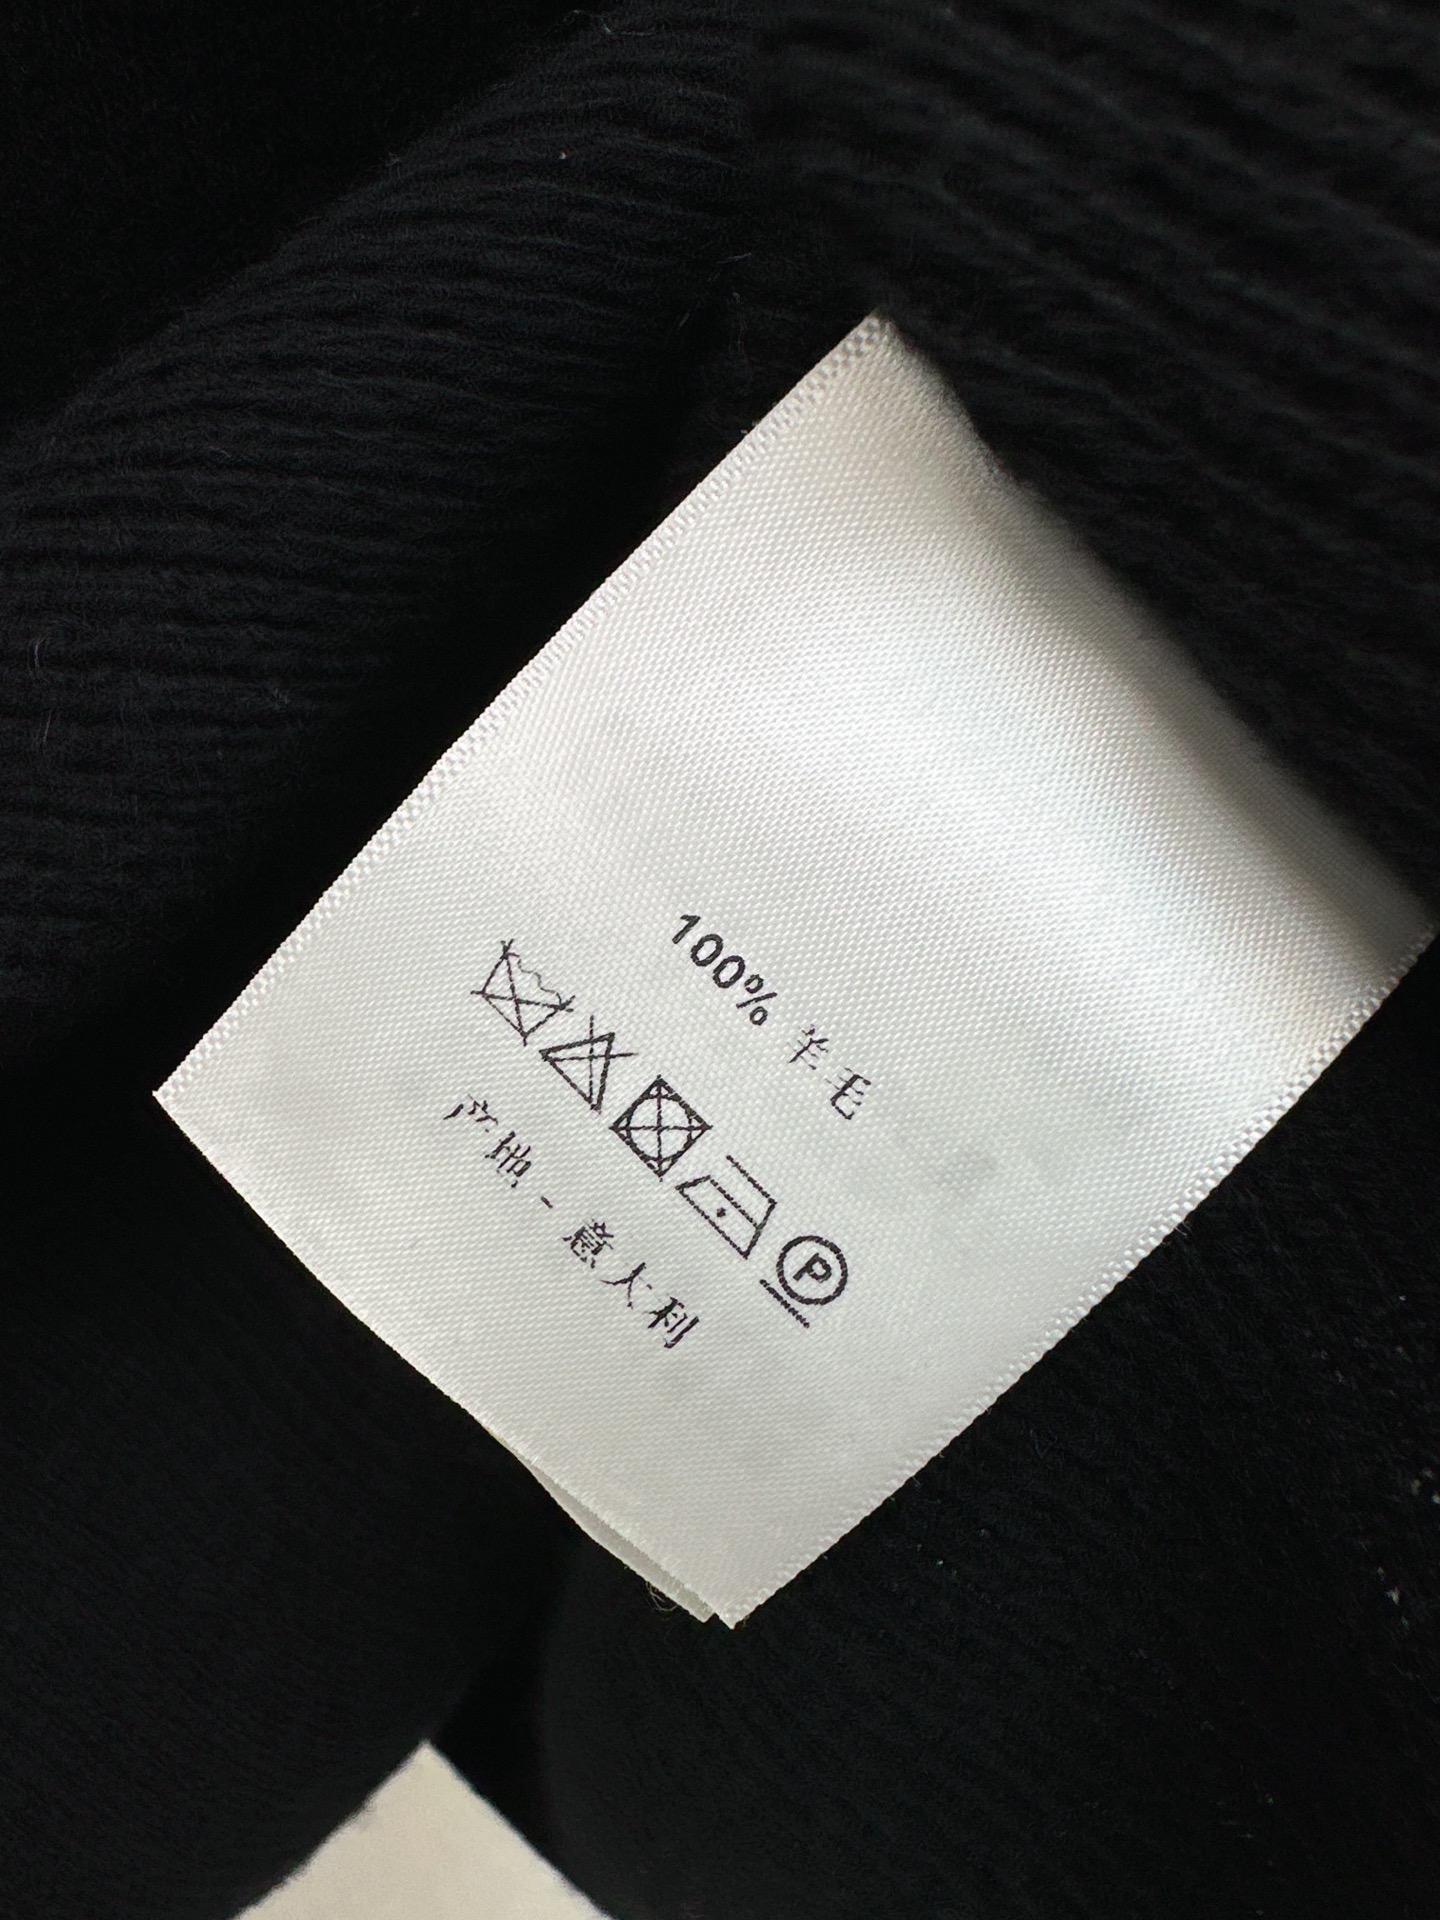 100% 羊毛
P
产地 - 意大利